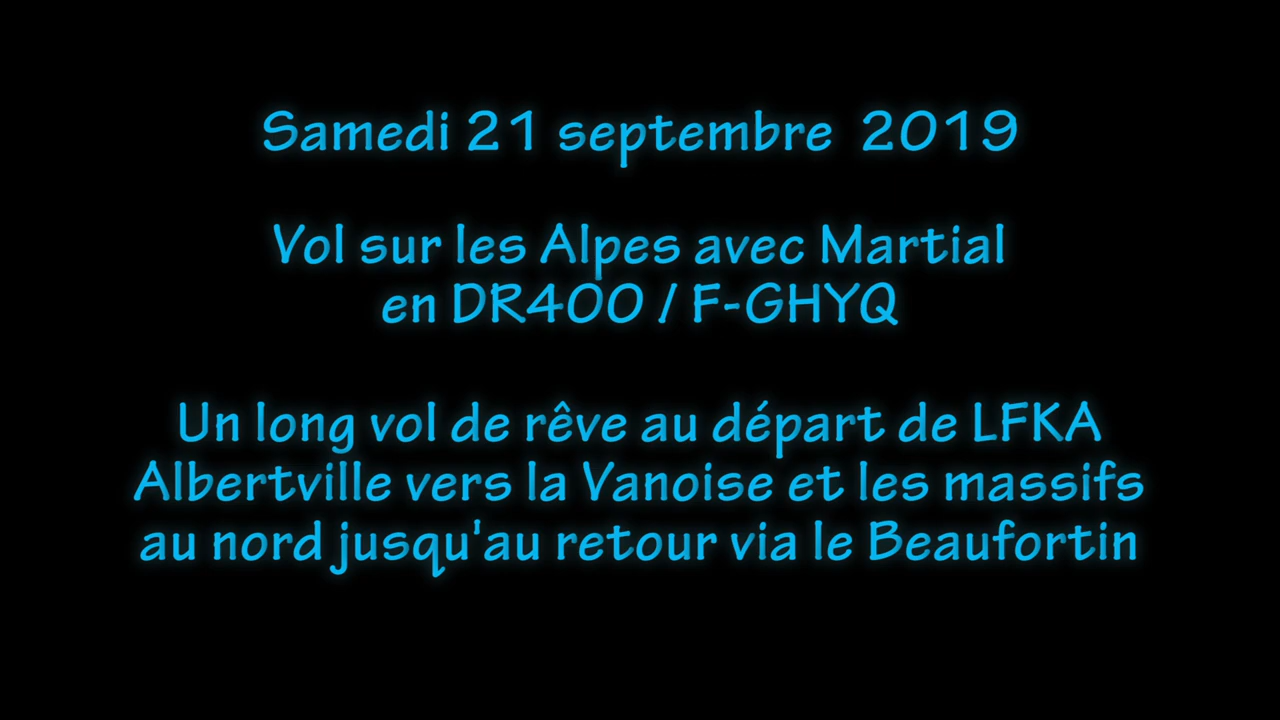 Samedi 21 septembre 2019
Vol sur les Alpes avec Martial
en DR400 / F-GHYQ
Un long vol de rêve au départ de LFKA
Albertville vers la Vanoise et les massifs
au nord jusqu'au retour via le Beaufortin